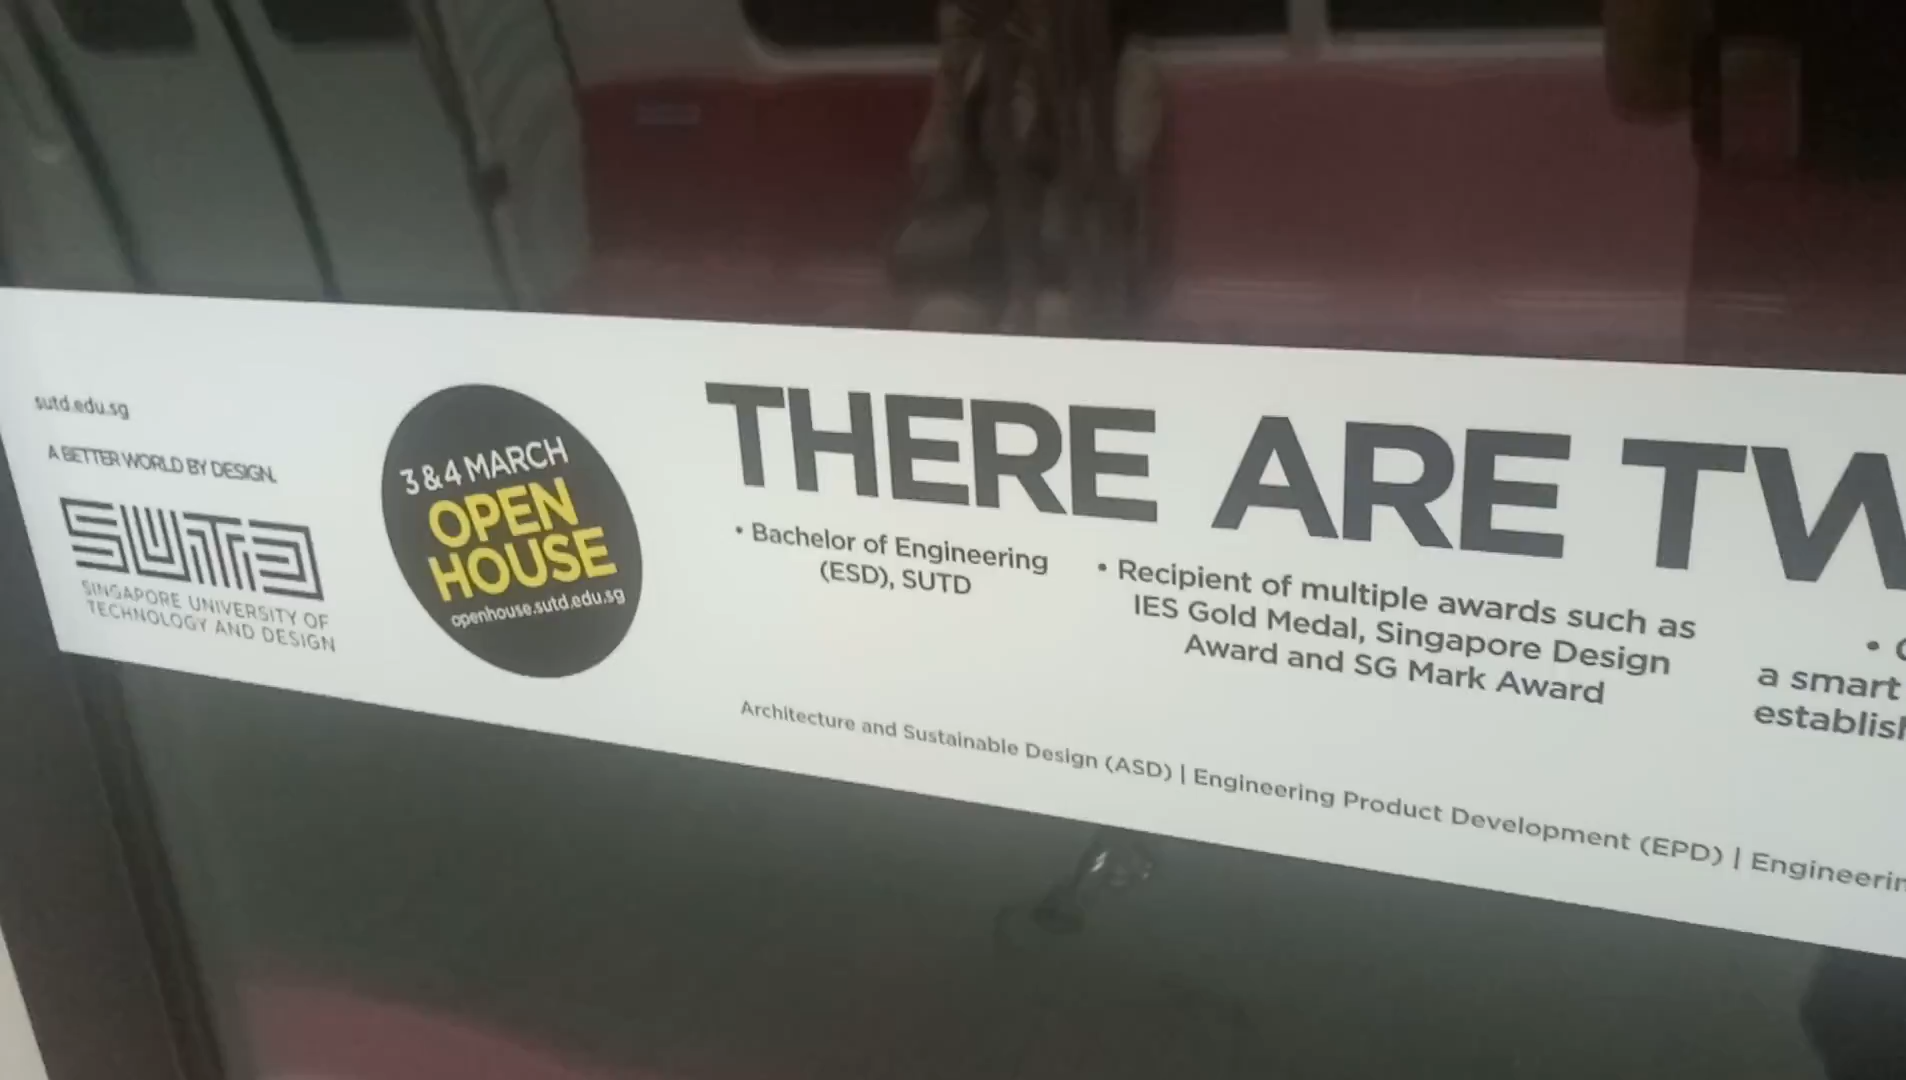 sutd.edu.sg
A BETTER WORLD BY DESIGN.
SUTD
SINGAPORE UNIVERSITY OF
TECHNOLOGY AND DESIGN
3 & 4 MARCH
OPEN
HOUSE
openhouse.sutd.edu.sg
THERE ARE TW
• Bachelor of Engineering
(ESD), SUTD
• Recipient of multiple awards such as
IES Gold Medal, Singapore Design
Award and SG Mark Award
a smart
establish
Architecture and Sustainable Design (ASD) | Engineering Product Development (EPD) | Engineerin